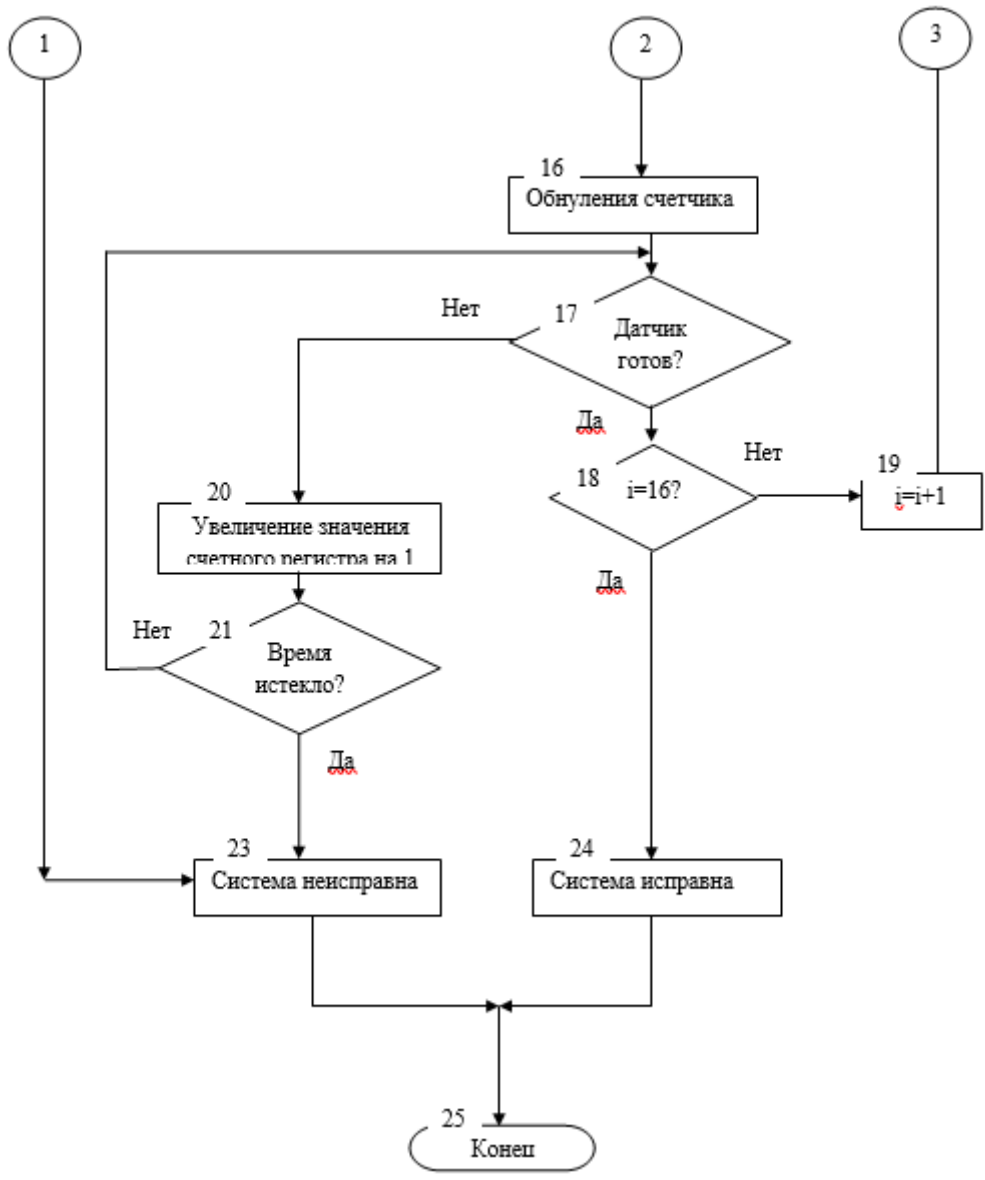 1
2
3
16
Обнуления счетчика
Нет
17
Датчик
готов?
Да
Нет
18
i=16?
19
i=i+1
20
Увеличение значения
счетного регистра на 1
Да
Нет
21
Время
истекло?
Да
23
Система неисправна
24
Система исправна
25
Конец